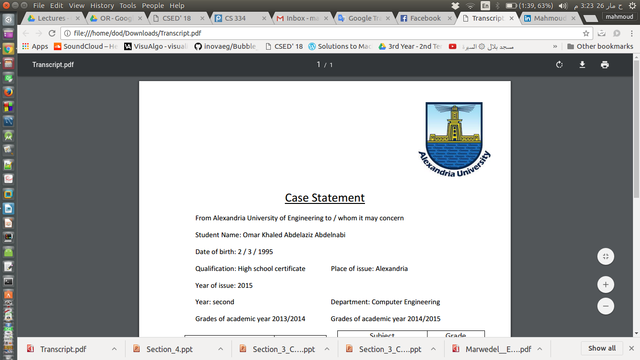 File Edit View History Tools People Help
En
(1:39, 63%)
3:23 26 مار ح
Lectures
OR - Goog
CSED' 18
CS 334
Inbox - ma
Google Tr
Facebook
Transcript
Mahmoud
mahmoud
file:///home/dod/Downloads/Transcript.pdf
Apps
SoundCloud – He
VisuAlgo - visuali
inovaeg/Bubble
CSED' 18
Solutions to Mac
3rd Year - 2nd Te
مسجد بلال
Other bookmarks
Transcript.pdf
1 / 1
Alexandria University
Case Statement
From Alexandria University of Engineering to / whom it may concern
Student Name: Omar Khaled Abdelaziz Abdelnabi
Date of birth: 2 / 3 / 1995
Qualification: High school certificate Place of issue: Alexandria
Year of issue: 2015
Year: second Department: Computer Engineering
Grades of academic year 2013/2014 Grades of academic year 2014/2015
Subject Grade
Transcript.pdf
Section_4.ppt
Section_3_C....ppt
Section_3_C....ppt
Marwedel__E....pdf
Show all